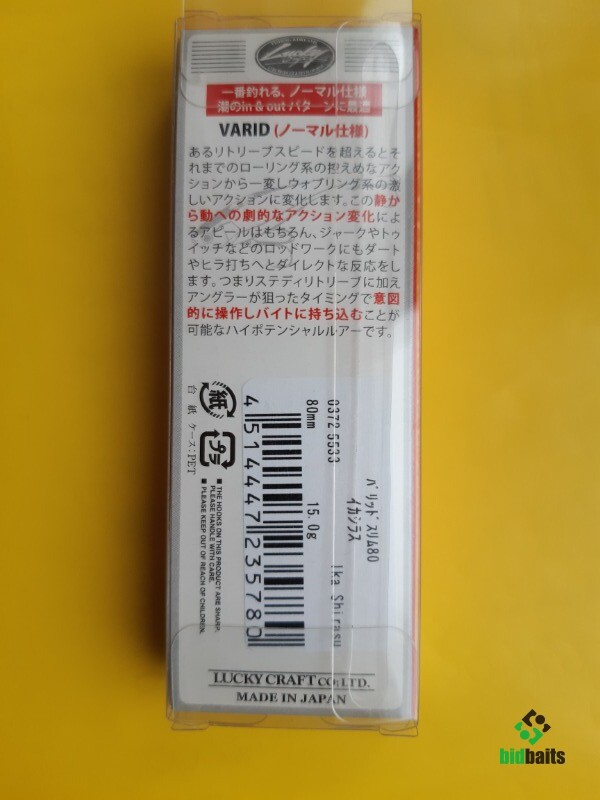 Lucky
一番釣れる、ノーマル仕様
潮のin & outパターンに最適
VARID (ノーマル仕様)
あるリトリーブスピードを超えるとそ
れまでのローリング系の控えめなアク
ションから一変しウォブリング系の激
しいアクションに変化します。この静か
ら動への劇的なアクション変化によ
るアピールはもちろん、ジャークやトゥ
イッチなどのロッドワークにもダート
やヒラ打ちへとダイレクトな反応をし
ます。つまりステディリトリーブに加え
アングラーが狙ったタイミングで意図
的に操作しバイトに持ち込むことが
可能なハイポテンシャルルアーです。
バリッドスリム80
イカシラス
0372 5533 Ika Shirasu
80mm 15.0g
4 514447 235780
紙
プラ
台紙 ケース:PET
■ THE HOOKS ON THIS PRODUCT ARE SHARP.
PLEASE HANDLE WITH CARE.
■ PLEASE KEEP OUT OF REACH OF CHILDREN.
LUCKY CRAFT CO., LTD.
MADE IN JAPAN
bidbaits